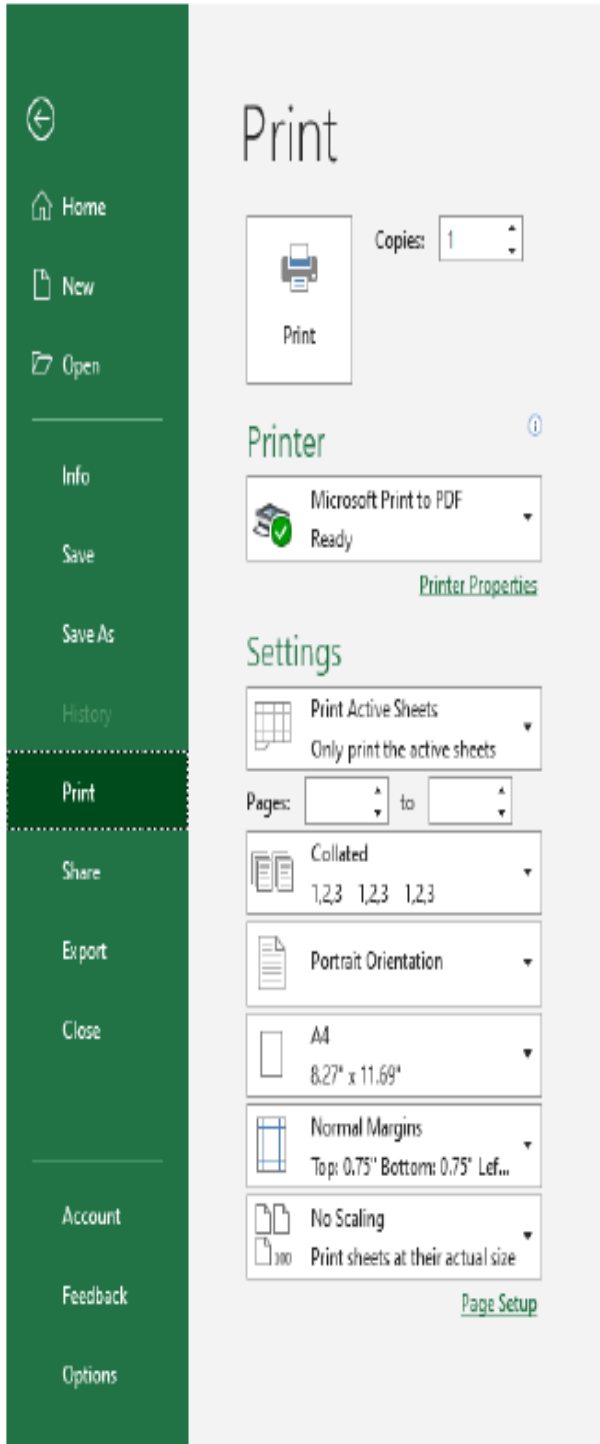 Home
New
Open
Info
Save
Save As
History
Print
Share
Export
Close
Account
Feedback
Options
Print
Print
Copies: 1
Printer
Microsoft Print to PDF
Ready
Printer Properties
Settings
Print Active Sheets
Only print the active sheets
Pages: to
Collated
1,2,3 1,2,3 1,2,3
Portrait Orientation
A4
8.27" x 11.69"
Normal Margins
Top: 0.75" Bottom: 0.75" Lef...
No Scaling
100 Print sheets at their actual size
Page Setup